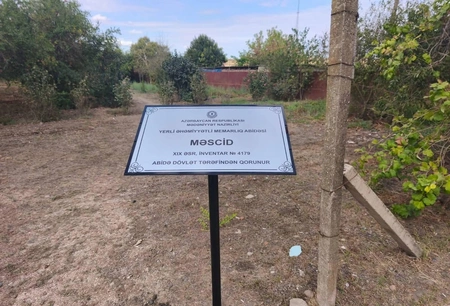 AZƏRBAYCAN RESPUBLİKASI
MƏDƏNİYYƏT NAZİRLİYİ
YERLİ ƏHƏMİYYƏTLİ MEMARLIQ ABİDƏSİ
MƏSCİD
XIX ƏSR, İNVENTAR № 4179
ABİDƏ DÖVLƏT TƏRƏFİNDƏN QORUNUR